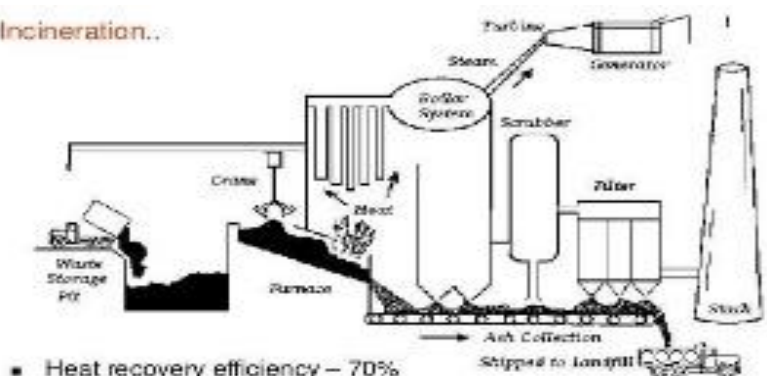 Incineration..
Turbine
Steam
Generator
Boiler
System
Scrubber
Crane
Heat
Filter
Waste
Storage
Pit
Furnace
Stack
Ash Collection
Shipped to Landfill
▪ Heat recovery efficiency – 70%